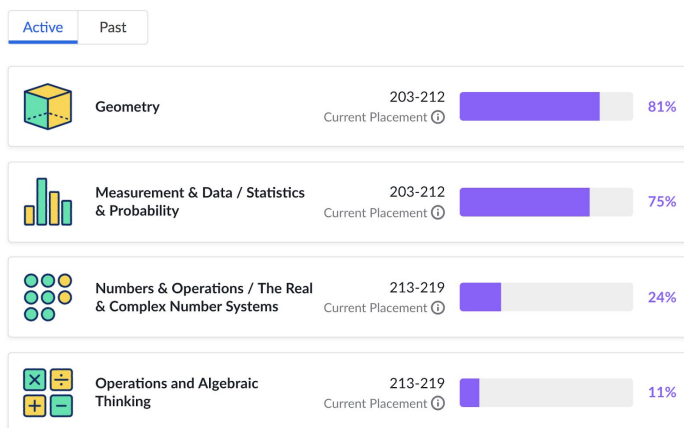 Active Past
Geometry
203-212
Current Placement
81%
Measurement & Data / Statistics
& Probability
203-212
Current Placement
75%
Numbers & Operations / The Real
& Complex Number Systems
213-219
Current Placement
24%
Operations and Algebraic
Thinking
213-219
Current Placement
11%